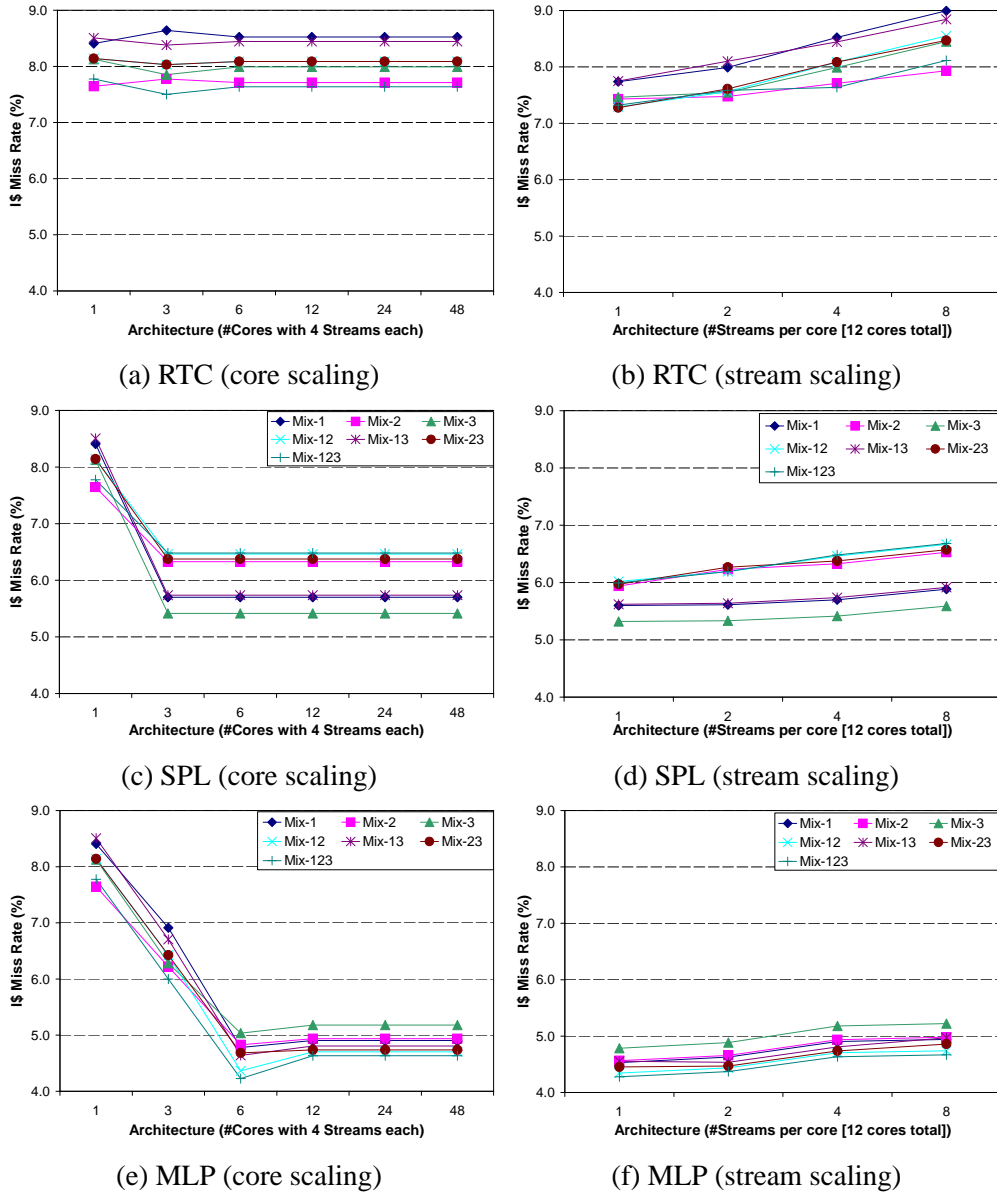 9.0
8.0
7.0
6.0
5.0
4.0
I$ Miss Rate (%)
1 3 6 12 24 48
Architecture (#Cores with 4 Streams each)
(a) RTC (core scaling)
9.0
8.0
7.0
6.0
5.0
4.0
I$ Miss Rate (%)
1 2 4 8
Architecture (#Streams per core [12 cores total])
(b) RTC (stream scaling)
9.0
8.0
7.0
6.0
5.0
4.0
I$ Miss Rate (%)
Mix-1 Mix-2 Mix-3
Mix-12 Mix-13 Mix-23
Mix-123
1 3 6 12 24 48
Architecture (#Cores with 4 Streams each)
(c) SPL (core scaling)
9.0
8.0
7.0
6.0
5.0
4.0
I$ Miss Rate (%)
Mix-1 Mix-2 Mix-3
Mix-12 Mix-13 Mix-23
Mix-123
1 2 4 8
Architecture (#Streams per core [12 cores total])
(d) SPL (stream scaling)
9.0
8.0
7.0
6.0
5.0
4.0
I$ Miss Rate (%)
Mix-1 Mix-2 Mix-3
Mix-12 Mix-13 Mix-23
Mix-123
1 3 6 12 24 48
Architecture (#Cores with 4 Streams each)
(e) MLP (core scaling)
9.0
8.0
7.0
6.0
5.0
4.0
I$ Miss Rate (%)
Mix-1 Mix-2 Mix-3
Mix-12 Mix-13 Mix-23
Mix-123
1 2 4 8
Architecture (#Streams per core [12 cores total])
(f) MLP (stream scaling)